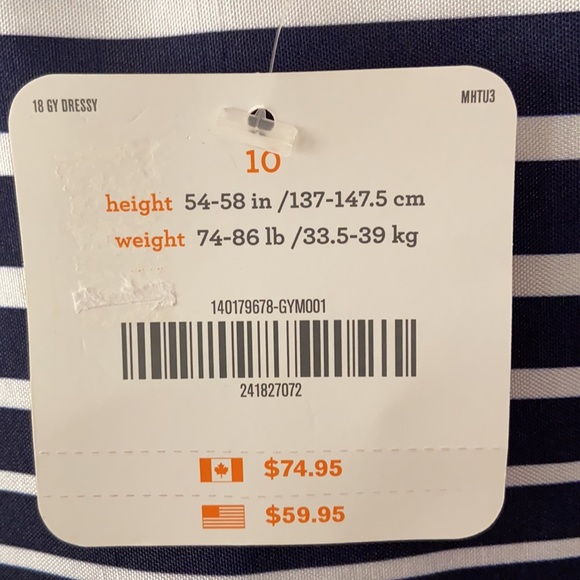 18 GY DRESSY
MHTU3
10
height 54-58 in /137-147.5 cm
weight 74-86 lb /33.5-39 kg
140179678-GYM001
241827072
$74.95
$59.95